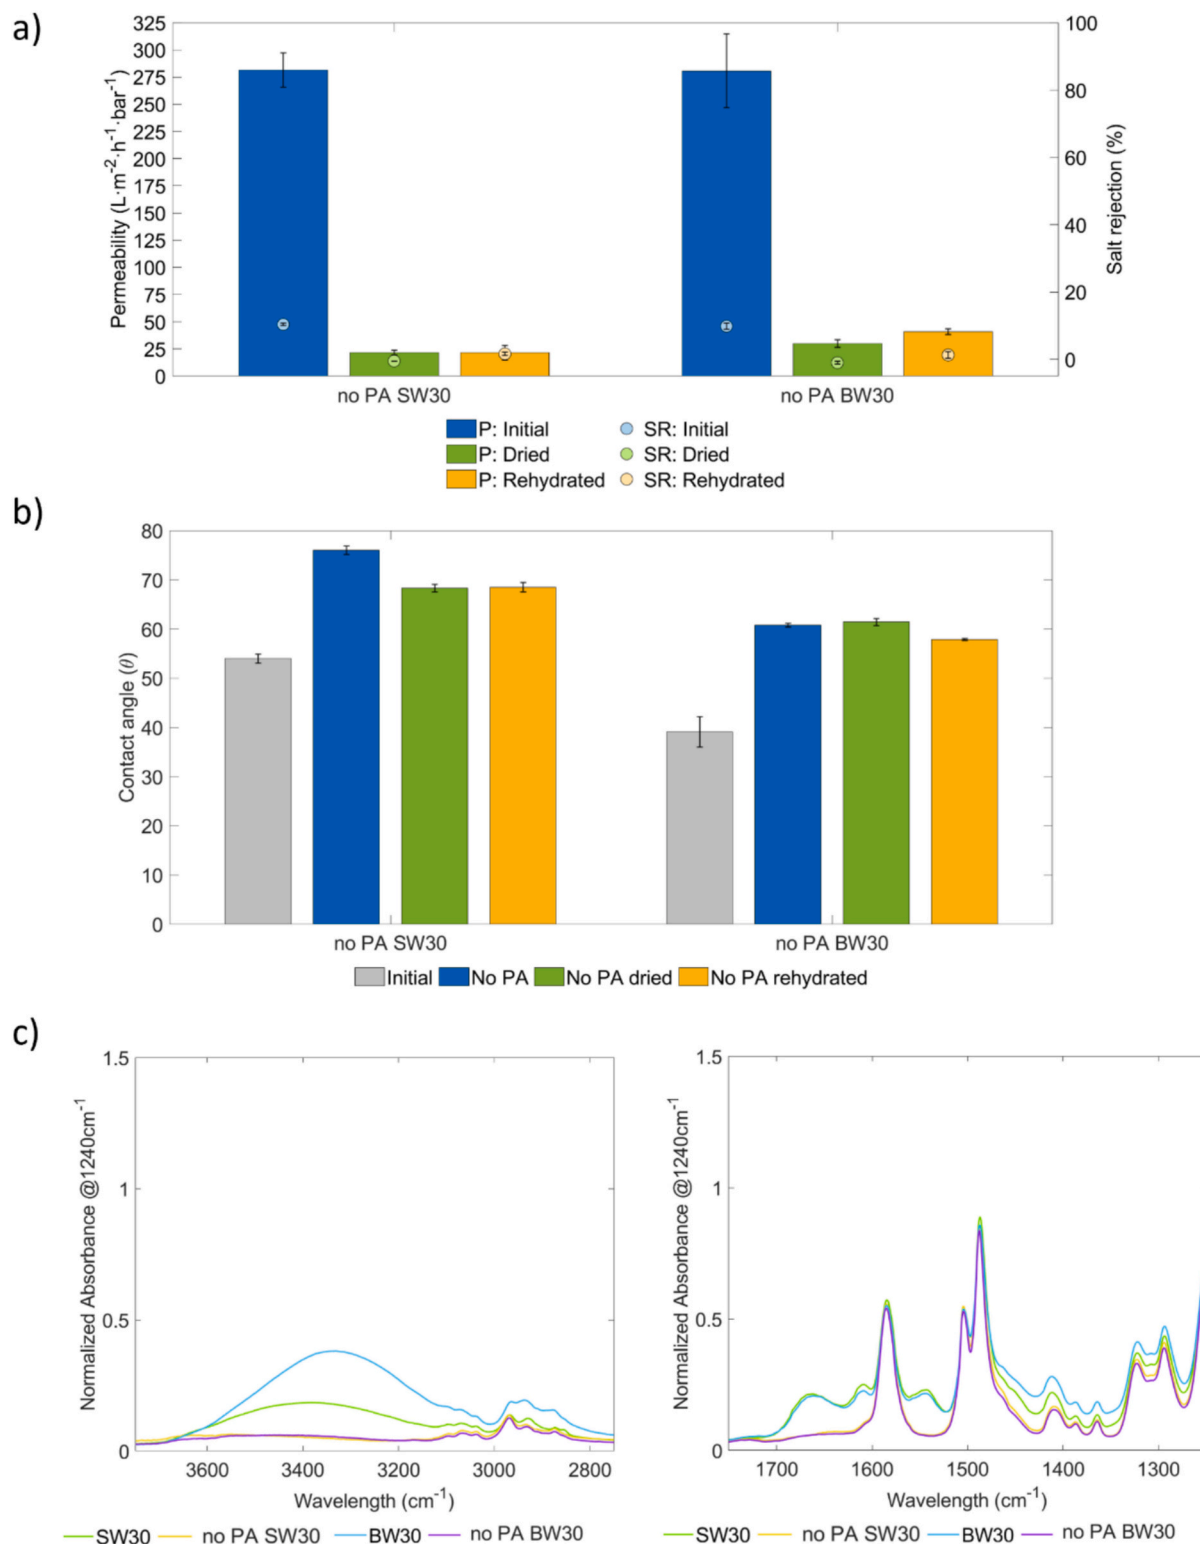 a)
325
300
275
250
225
200
175
150
125
100
75
50
25
0
Permeability (L·m-2·h-1·bar-1)
100
80
60
40
20
0
Salt rejection (%)
no PA SW30
no PA BW30
P: Initial
SR: Initial
P: Dried
SR: Dried
P: Rehydrated
SR: Rehydrated
b)
80
70
60
50
40
30
20
10
0
Contact angle (θ)
no PA SW30
no PA BW30
Initial
No PA
No PA dried
No PA rehydrated
c)
1.5
1
0.5
0
Normalized Absorbance @1240cm-1
3600
3400
3200
3000
2800
Wavelength (cm-1)
SW30
no PA SW30
BW30
no PA BW30
1.5
1
0.5
0
Normalized Absorbance @1240cm-1
1700
1600
1500
1400
1300
Wavelength (cm-1)
SW30
no PA SW30
BW30
no PA BW30